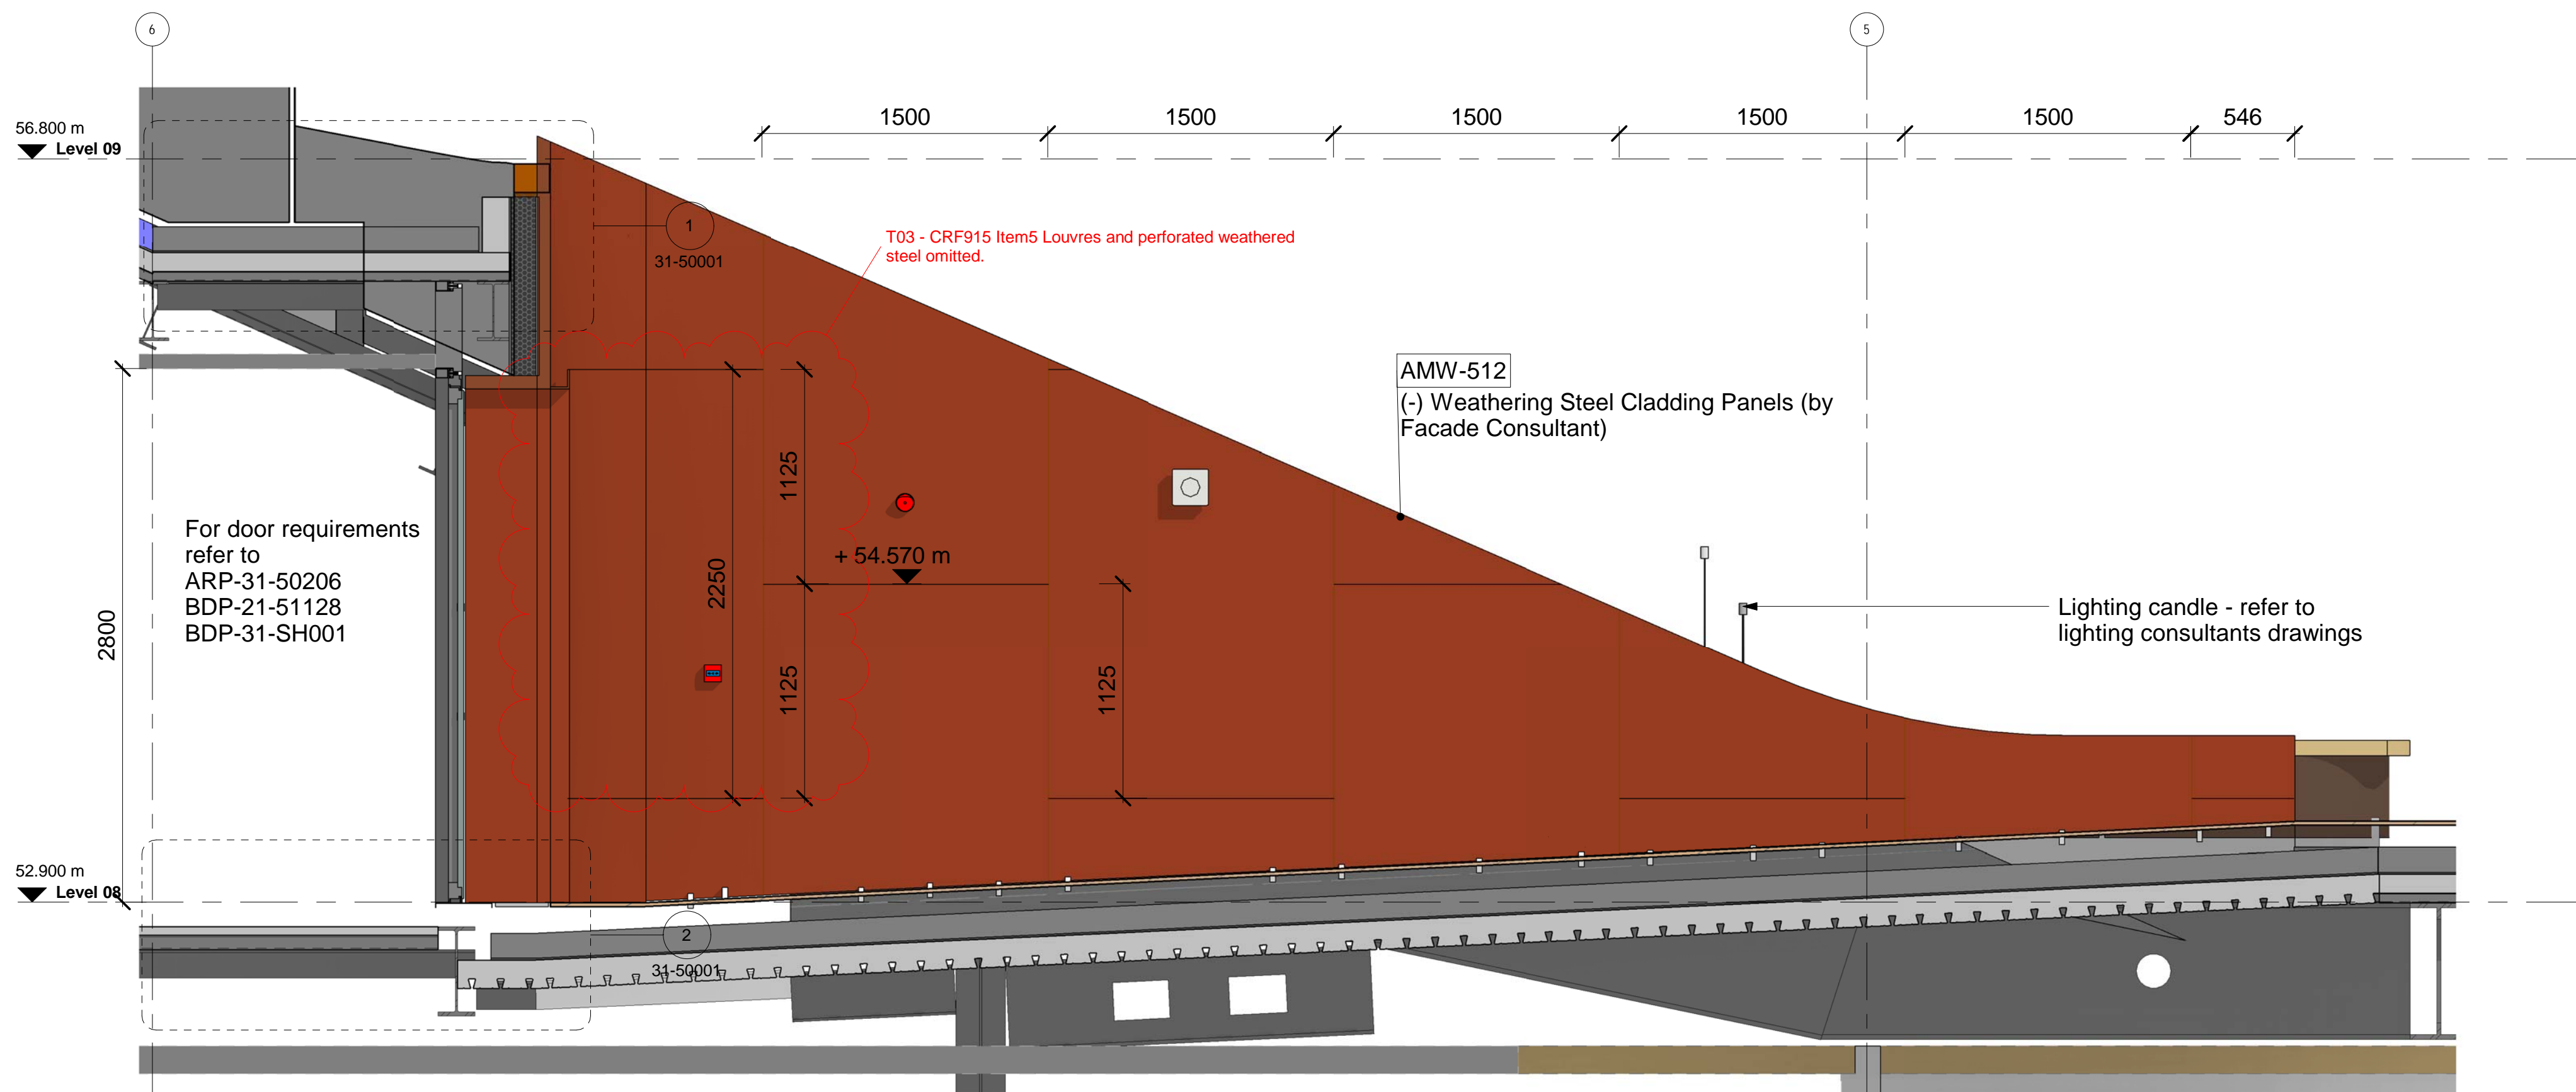 6
5
1500
1500
1500
1500
1500
546
56.800 m
Level 09
1
31-50001
T03 - CRF915 Item5 Louvres and perforated weathered
steel omitted.
AMW-512
(-) Weathering Steel Cladding Panels (by
Facade Consultant)
1125
For door requirements
refer to
ARP-31-50206
BDP-21-51128
BDP-31-SH001
+ 54.570 m
2250
2800
1125
1125
Lighting candle - refer to
lighting consultants drawings
52.900 m
Level 08
2
31-50001